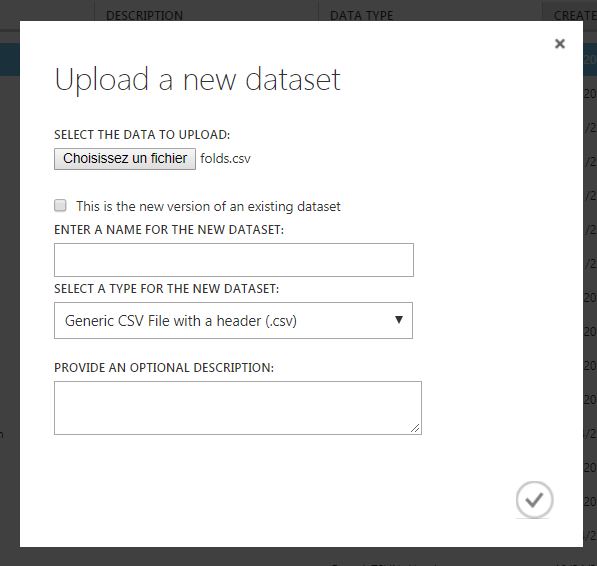 DESCRIPTION
DATA TYPE
CREATE
Upload a new dataset
SELECT THE DATA TO UPLOAD:
Choisissez un fichier folds.csv
This is the new version of an existing dataset
ENTER A NAME FOR THE NEW DATASET:
SELECT A TYPE FOR THE NEW DATASET:
Generic CSV File with a header (.csv)
PROVIDE AN OPTIONAL DESCRIPTION: